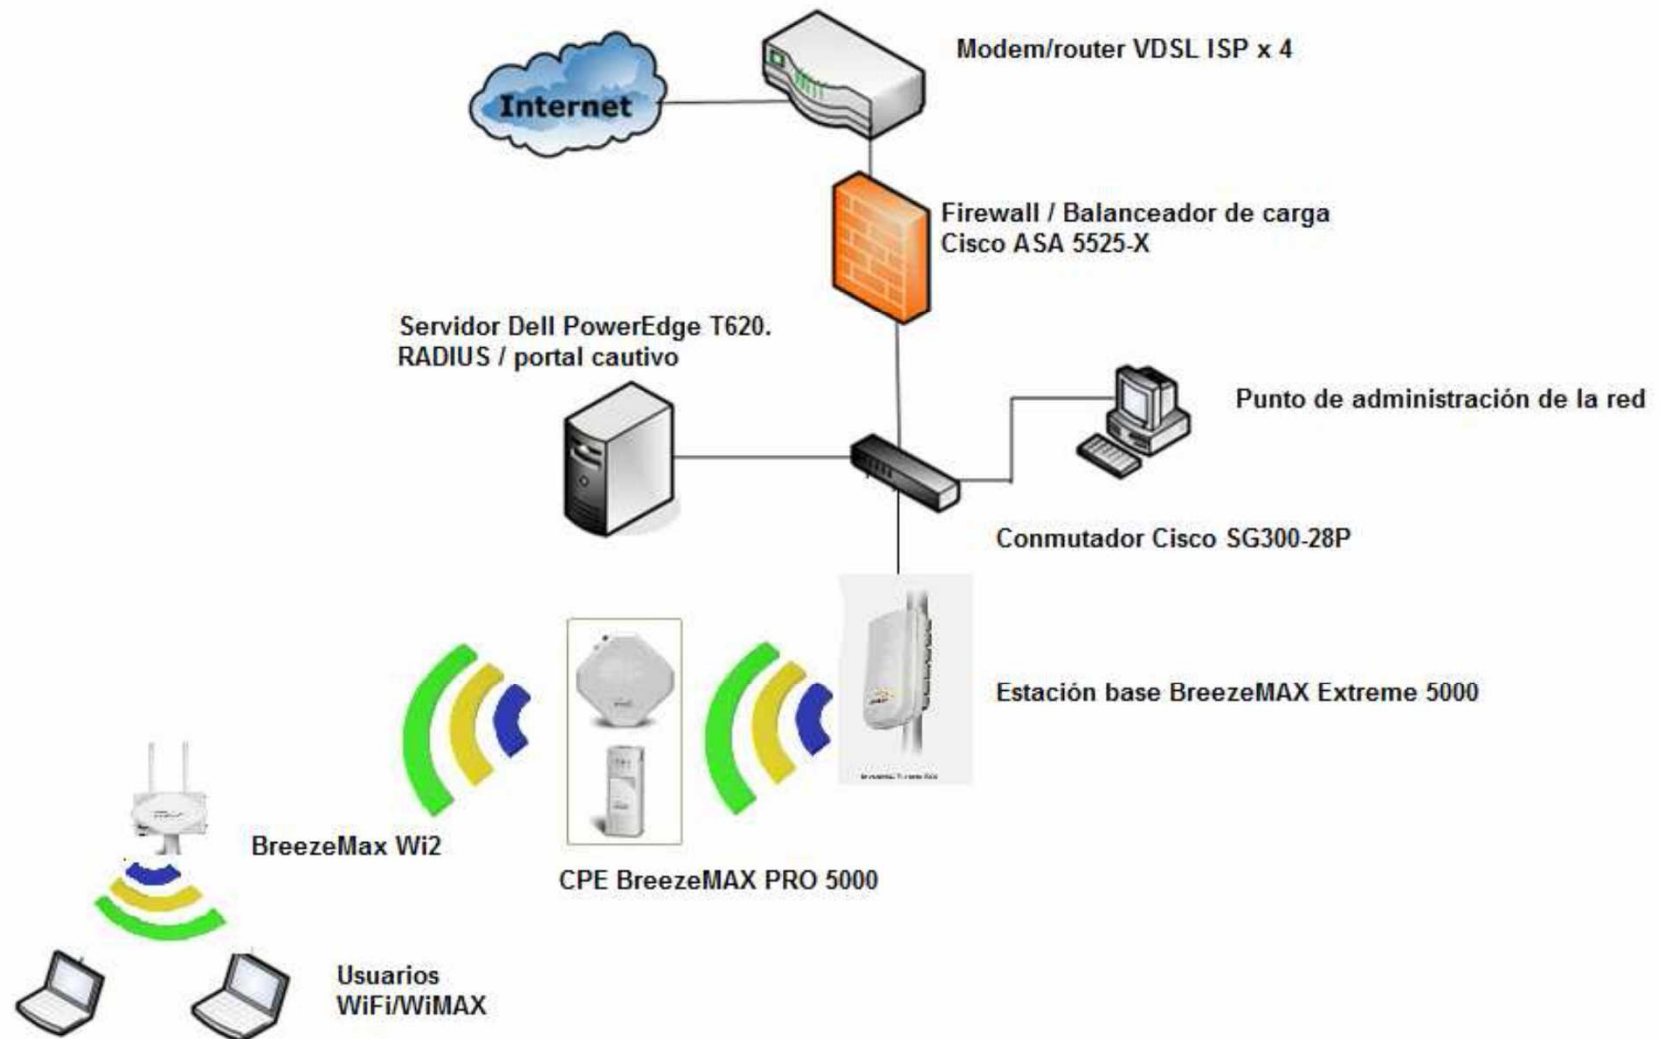 Modem/router VDSL ISP x 4
Internet
Firewall / Balanceador de carga
Cisco ASA 5525-X
Servidor Dell PowerEdge T620.
RADIUS / portal cautivo
Punto de administración de la red
Conmutador Cisco SG300-28P
Estación base BreezeMAX Extreme 5000
BreezeMax Wi2
CPE BreezeMAX PRO 5000
Usuarios
WiFi/WiMAX